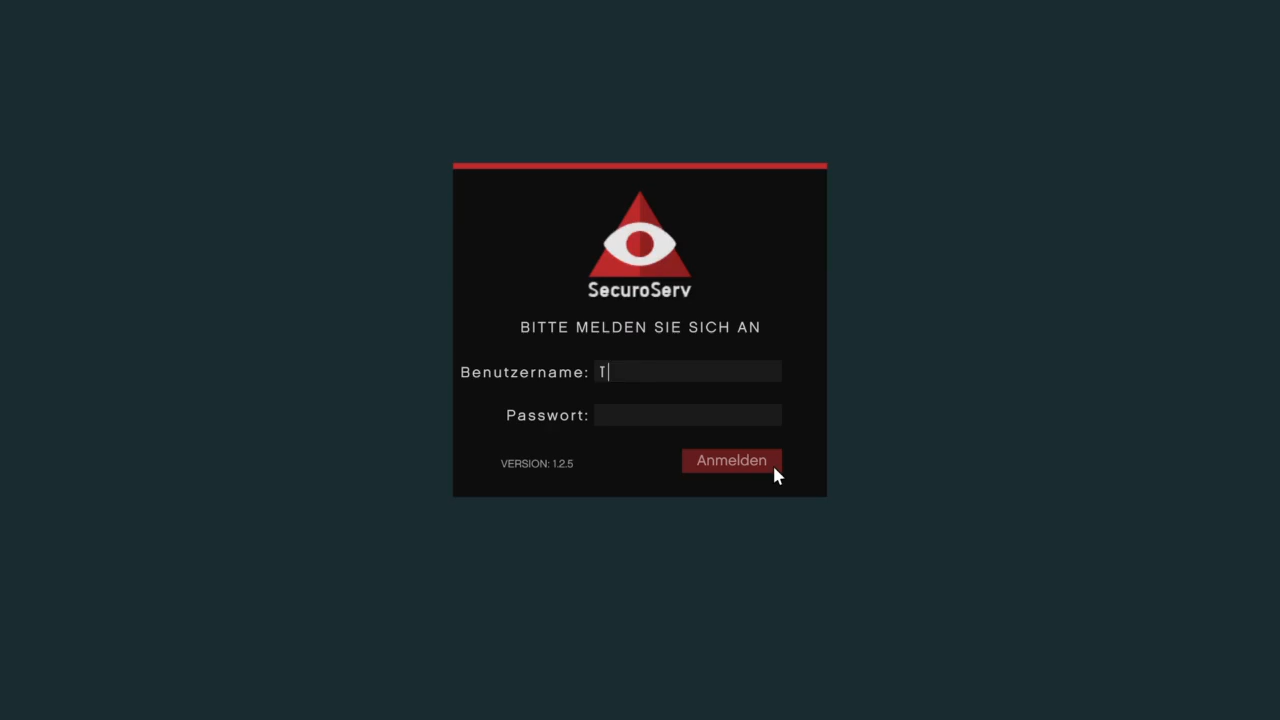 SecuroServ
BITTE MELDEN SIE SICH AN
Benutzername: T
Passwort:
VERSION: 1.2.5
Anmelden